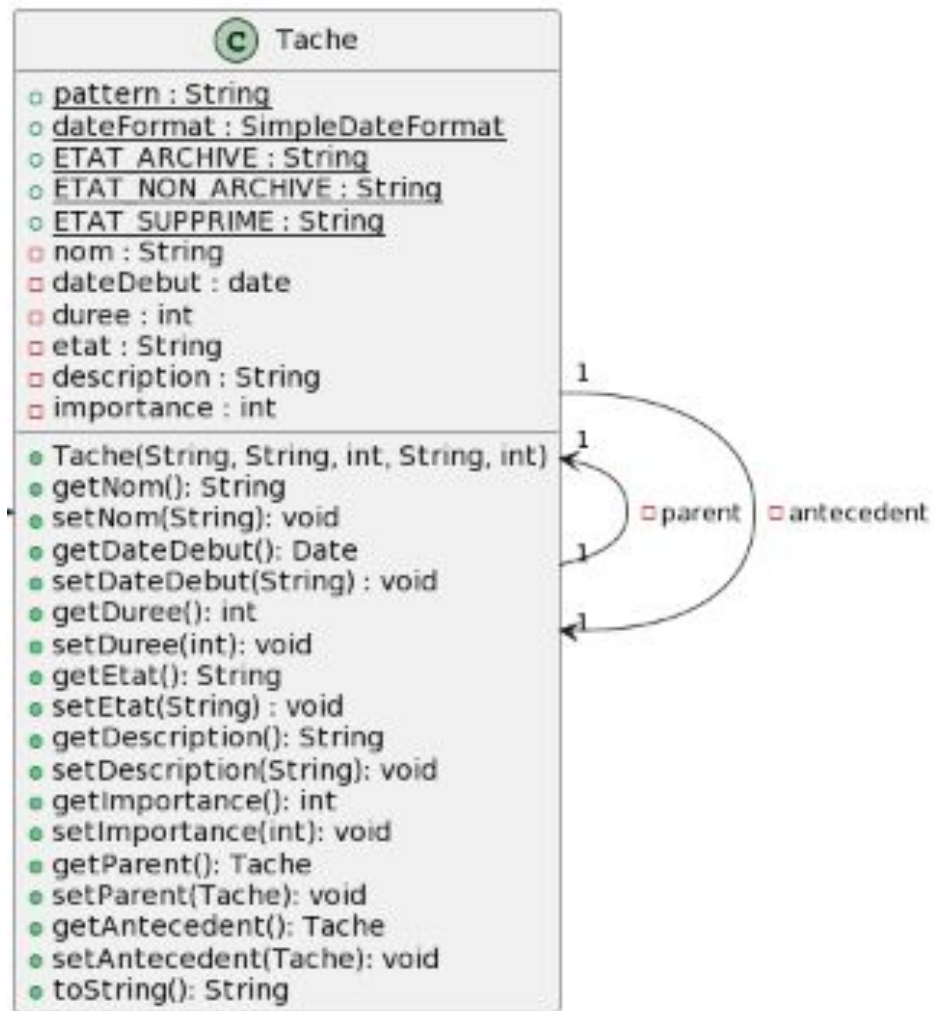 C Tache
pattern : String
dateFormat : SimpleDateFormat
ETAT_ARCHIVE : String
ETAT_NON_ARCHIVE : String
ETAT_SUPPRIME : String
nom : String
dateDebut : date
duree : int
etat : String
description : String
importance : int
Tache(String, String, int, String, int)
getNom(): String
setNom(String): void
getDateDebut(): Date
setDateDebut(String) : void
getDuree(): int
setDuree(int): void
getEtat(): String
setEtat(String) : void
getDescription(): String
setDescription(String): void
getImportance(): int
setImportance(int): void
getParent(): Tache
setParent(Tache): void
getAntecedent(): Tache
setAntecedent(Tache): void
toString(): String
1
1
parent
antecedent
1
1